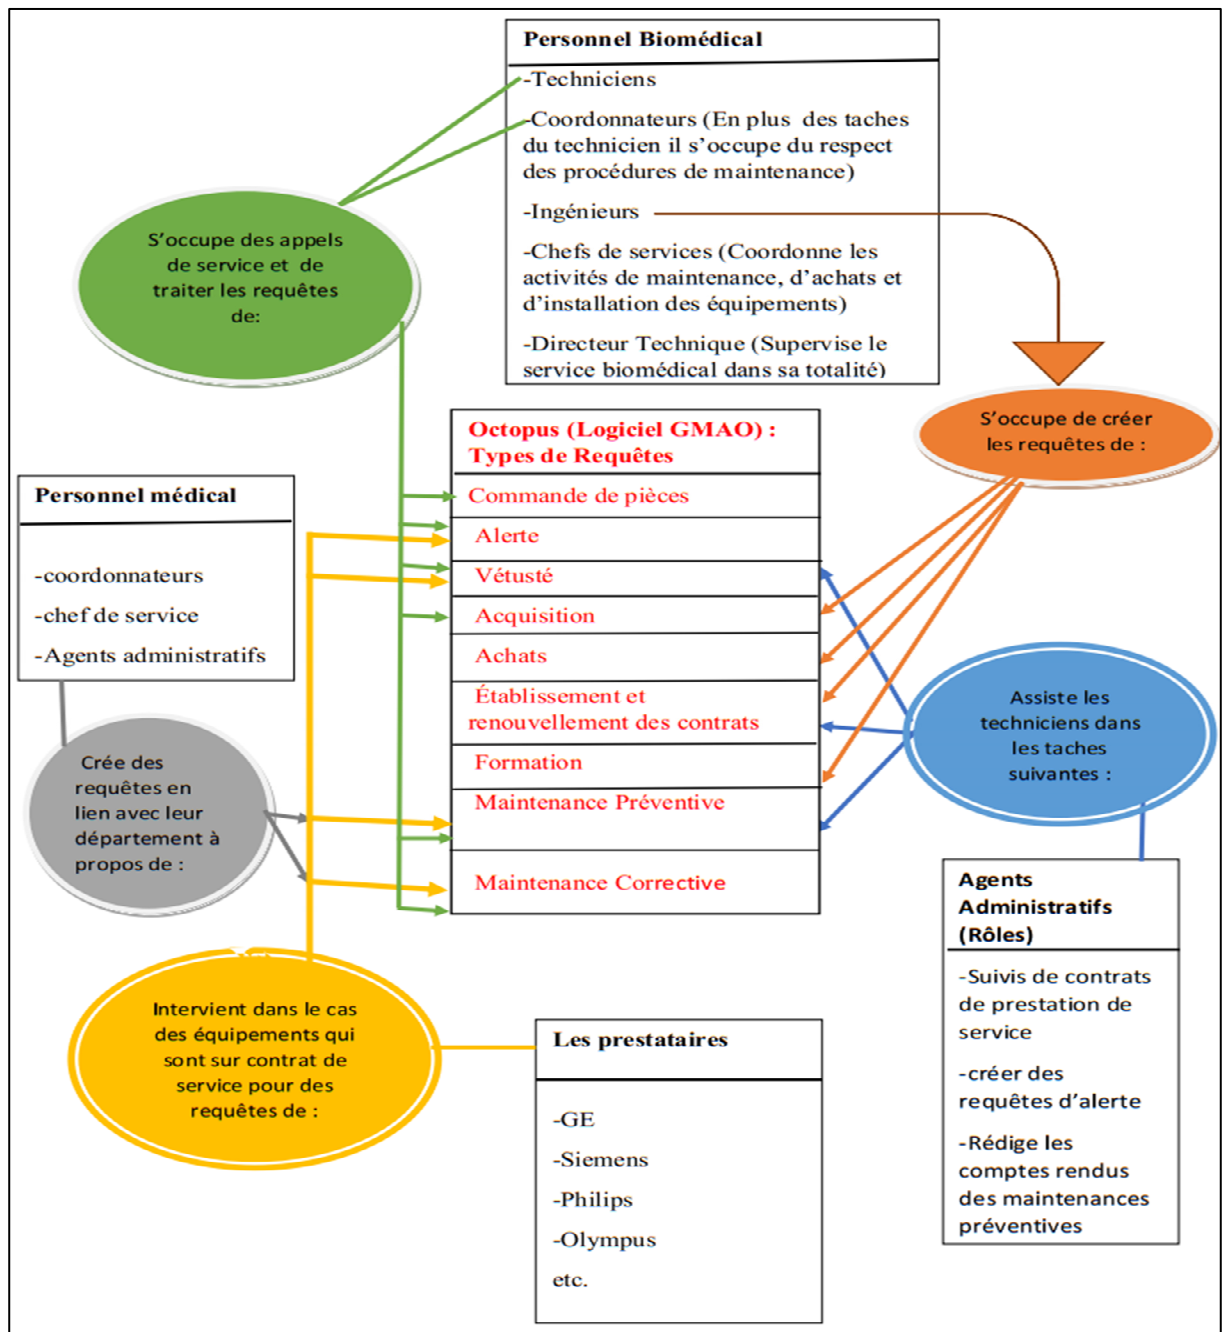 Personnel Biomédical
-Techniciens
-Coordonnateurs (En plus des taches
du technicien il s’occupe du respect
des procédures de maintenance)
-Ingénieurs
-Chefs de services (Coordonne les
activités de maintenance, d’achats et
d’installation des équipements)
-Directeur Technique (Supervise le
service biomédical dans sa totalité)
S’occupe des appels
de service et de
traiter les requêtes
de:
S’occupe de créer
les requêtes de :
Octopus (Logiciel GMAO) :
Types de Requêtes
Commande de pièces
Alerte
Vétusté
Acquisition
Achats
Établissement et
renouvellement des contrats
Formation
Maintenance Préventive
Maintenance Corrective
Personnel médical
-coordonnateurs
-chef de service
-Agents administratifs
Crée des
requêtes en
lien avec leur
département à
propos de :
Assiste les
techniciens dans
les taches
suivantes :
Agents
Administratifs
(Rôles)
-Suivis de contrats
de prestation de
service
-créer des
requêtes d’alerte
-Rédige les
comptes rendus
des maintenances
préventives
Intervient dans le cas
des équipements qui
sont sur contrat de
service pour des
requêtes de :
Les prestataires
-GE
-Siemens
-Philips
-Olympus
etc.